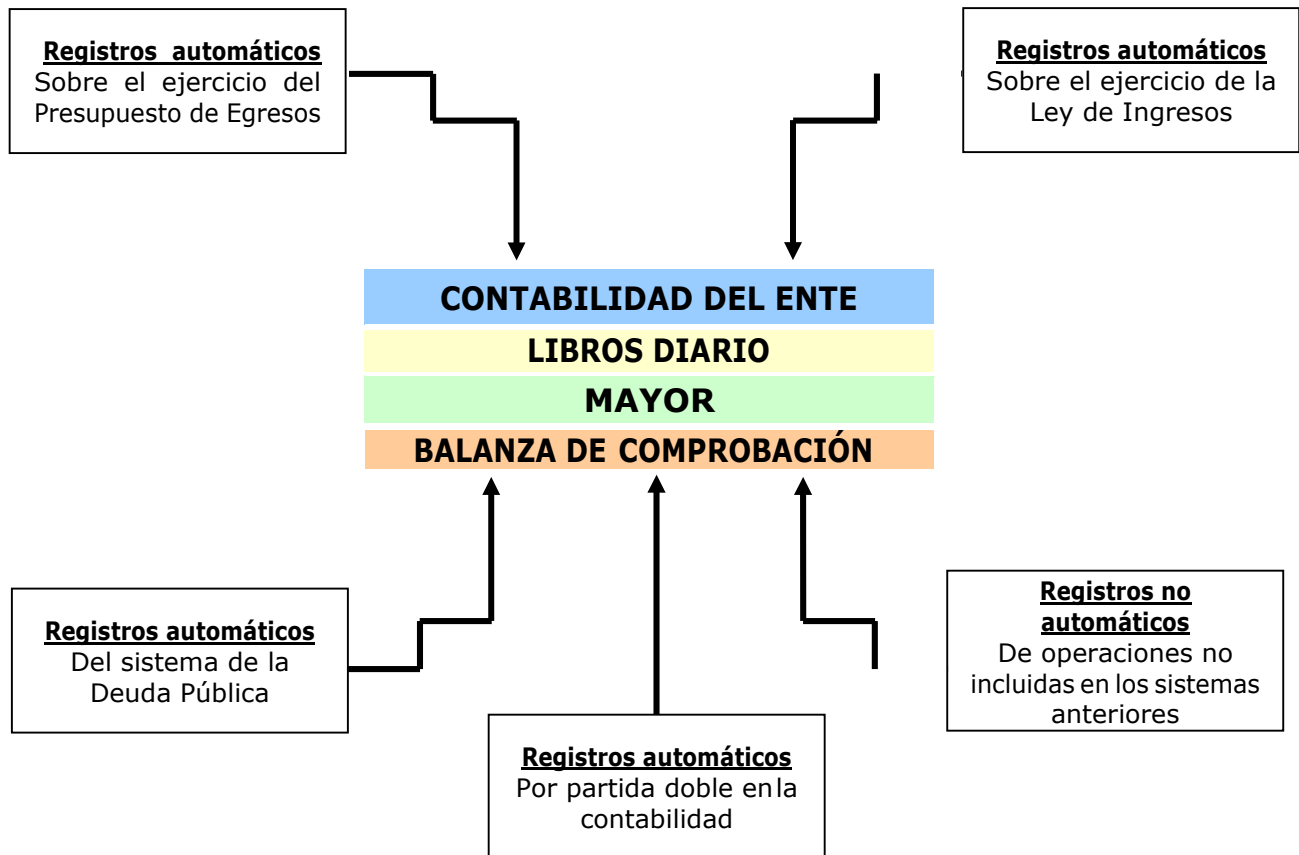 Registros automáticos
Sobre el ejercicio del
Presupuesto de Egresos
Registros automáticos
Sobre el ejercicio de la
Ley de Ingresos
CONTABILIDAD DEL ENTE
LIBROS DIARIO
MAYOR
BALANZA DE COMPROBACIÓN
Registros automáticos
Del sistema de la
Deuda Pública
Registros automáticos
Por partida doble en la
contabilidad
Registros no
automáticos
De operaciones no
incluidas en los sistemas
anteriores